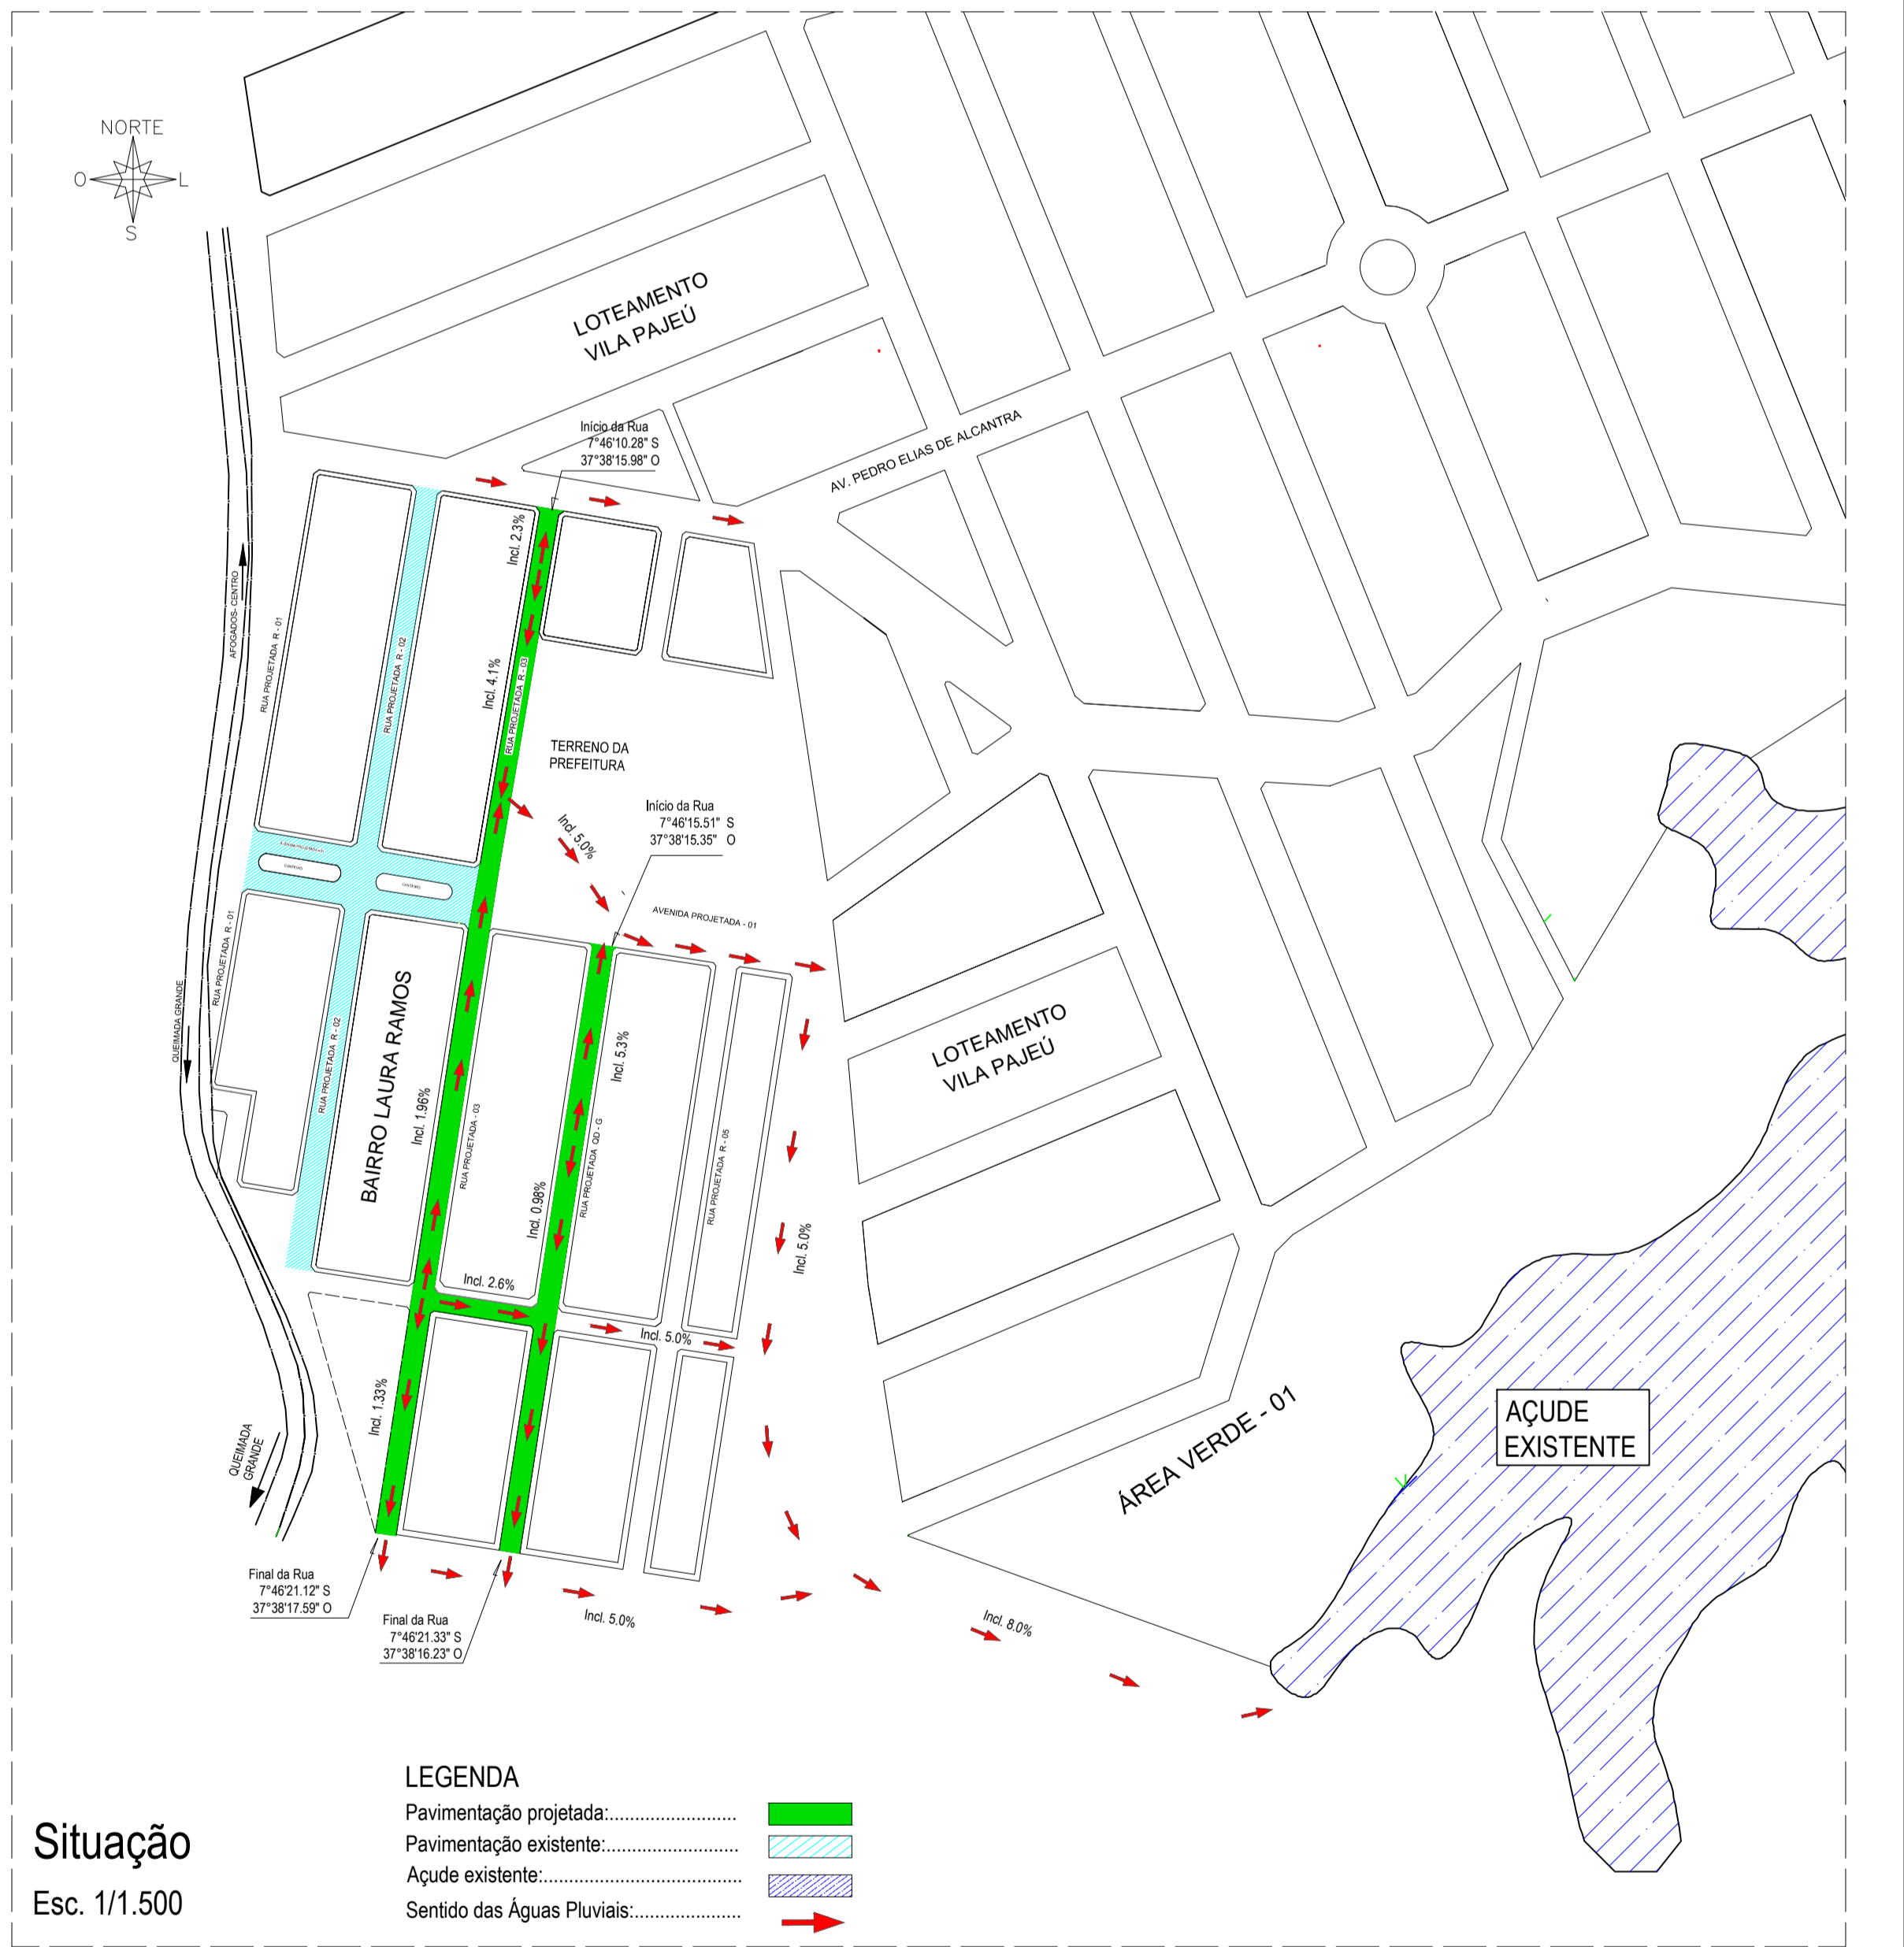 NORTE
O
L
S
LOTEAMENTO
VILA PAJEÚ
Início da Rua
7°46'10.28" S
37°38'15.98" O
AV. PEDRO ELIAS DE ALCANTRA
Incl. 2.3%
AFOGADOS- CENTRO
RUA PROJETADA R - 01
RUA PROJETADA R - 02
Incl. 4.1%
RUA PROJETADA R - 03
TERRENO DA
PREFEITURA
Incl. 5.0%
Início da Rua
7°46'15.51" S
37°38'15.35" O
CANTEIRO
CANTEIRO
AVENIDA PROJETADA - 01
RUA PROJETADA R - 01
QUEIMADA GRANDE
RUA PROJETADA R - 02
BAIRRO LAURA RAMOS
Incl. 1.96%
RUA PROJETADA - 03
Incl. 5.3%
RUA PROJETADA QD - G
Incl. 0.98%
RUA PROJETADA R - 05
LOTEAMENTO
VILA PAJEÚ
Incl. 5.0%
Incl. 2.6%
Incl. 5.0%
Incl. 1.33%
QUEIMADA
GRANDE
ÁREA VERDE - 01
AÇUDE
EXISTENTE
Final da Rua
7°46'21.12" S
37°38'17.59" O
Final da Rua
7°46'21.33" S
37°38'16.23" O
Incl. 5.0%
Incl. 8.0%
Situação
Esc. 1/1.500
LEGENDA
Pavimentação projetada:........................
Pavimentação existente:.........................
Açude existente:......................................
Sentido das Águas Pluviais:.....................